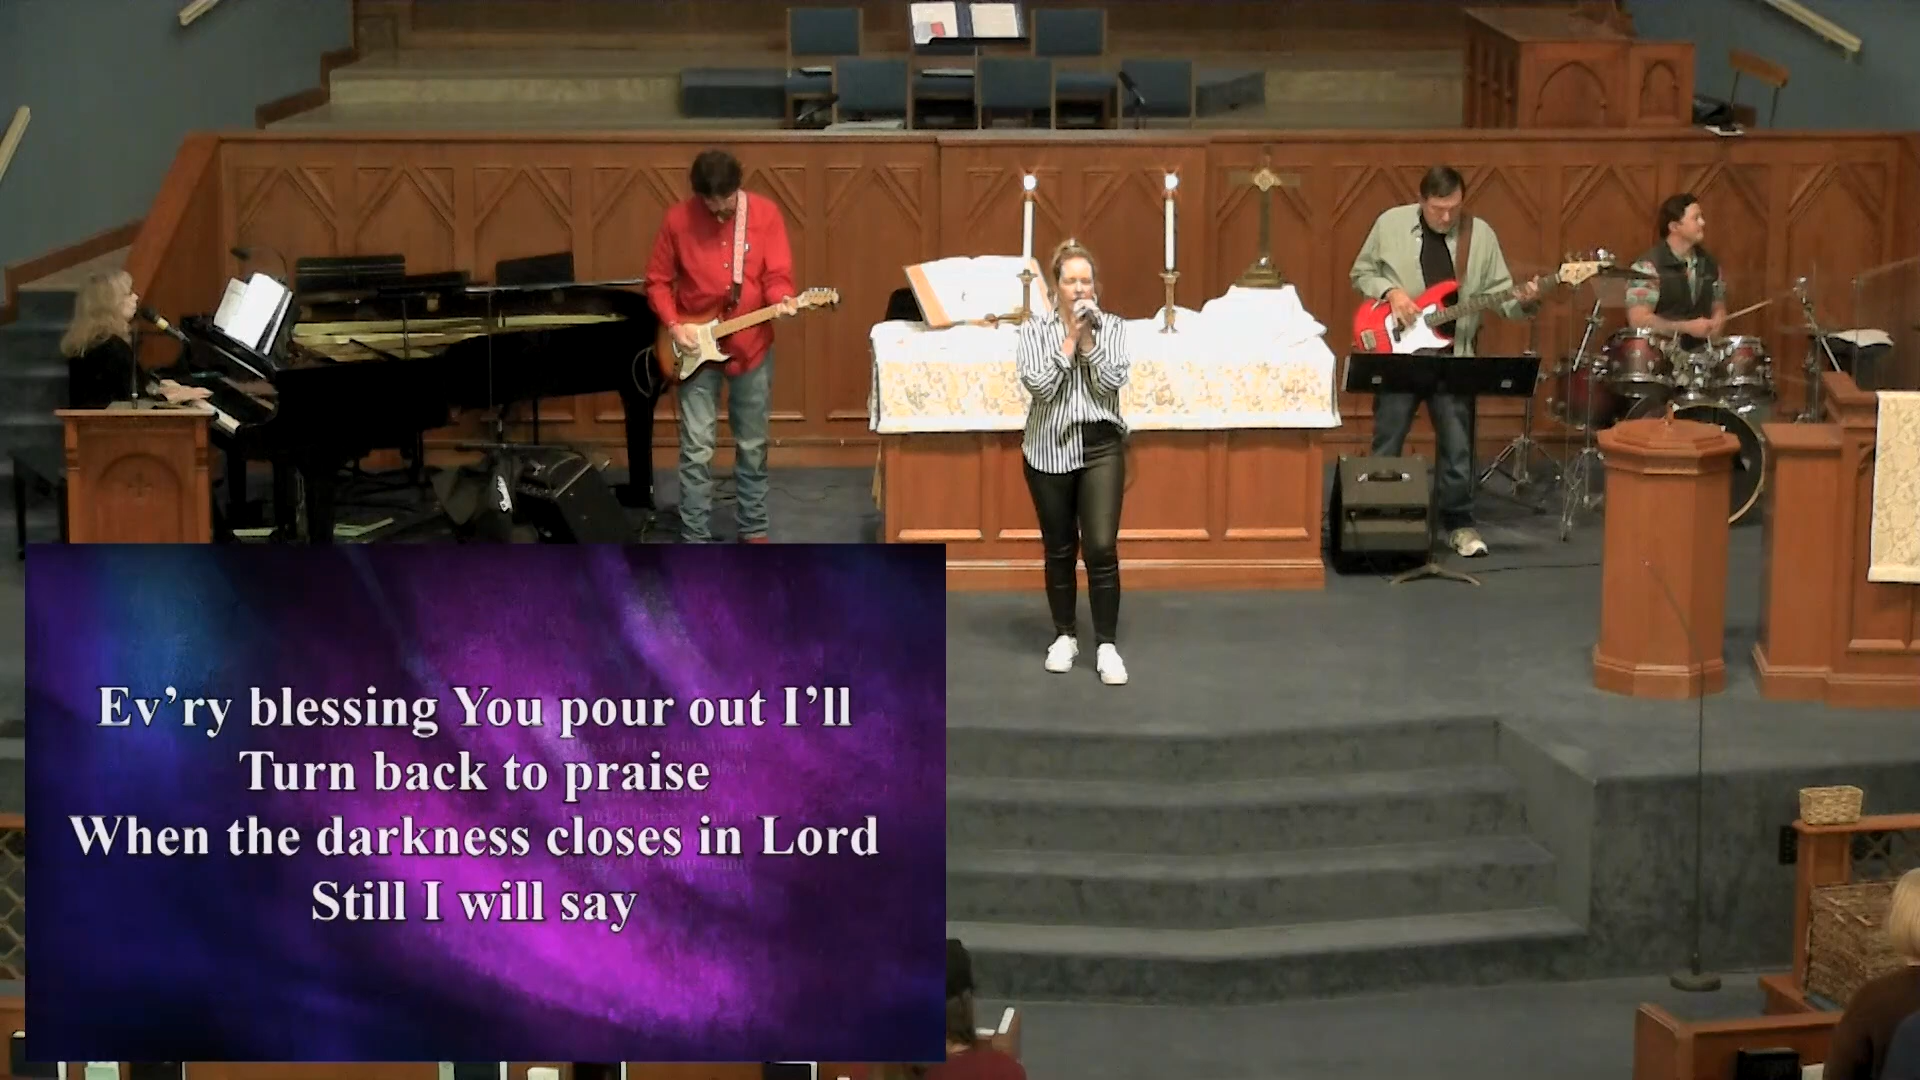 Ev’ry blessing You pour out I’ll
Turn back to praise
When the darkness closes in Lord
Still I will say